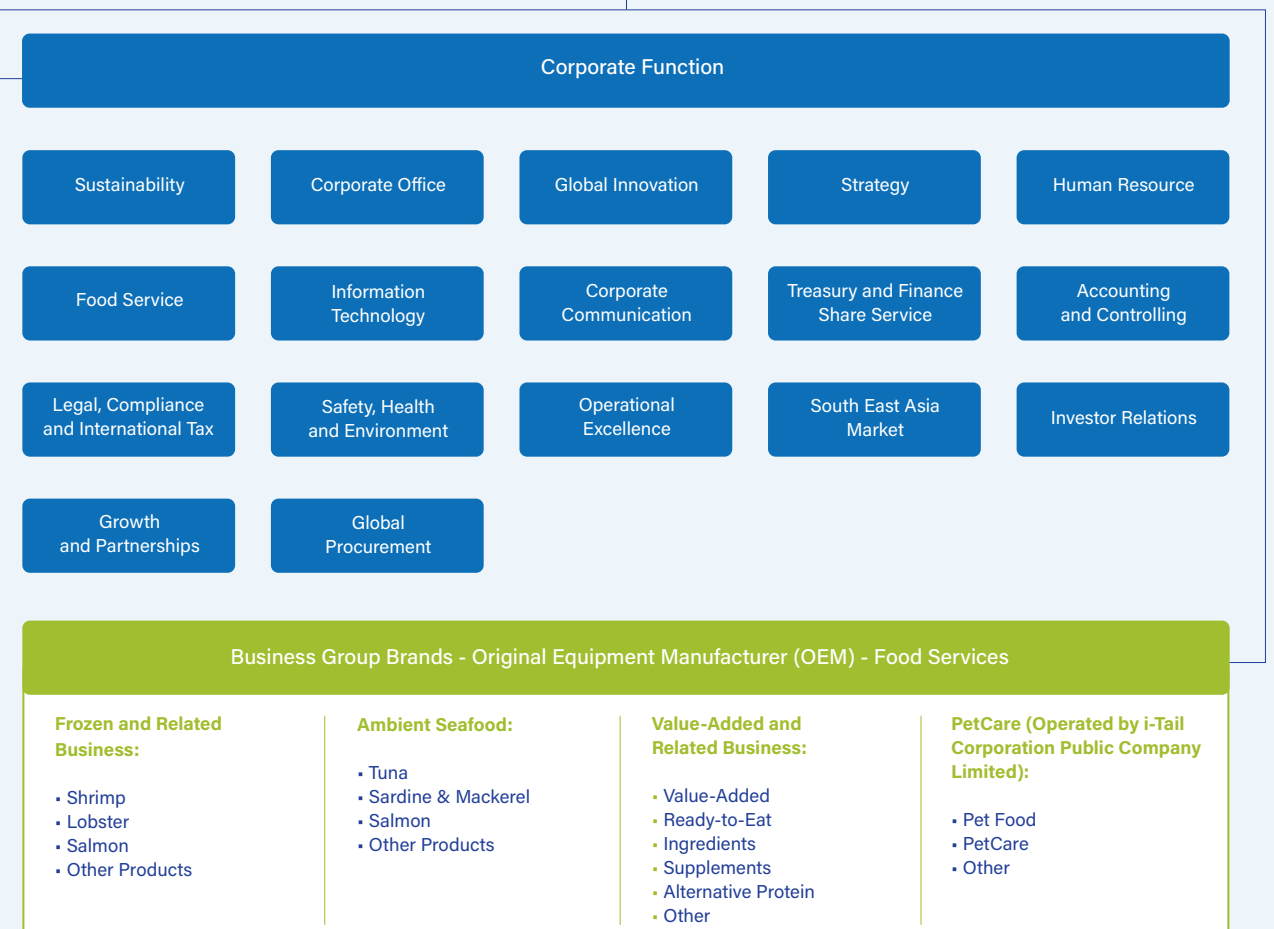 Corporate Function
Sustainability
Corporate Office
Global Innovation
Strategy
Human Resource
Food Service
Information
Technology
Corporate
Communication
Treasury and Finance
Share Service
Accounting
and Controlling
Legal, Compliance
and International Tax
Safety, Health
and Environment
Operational
Excellence
South East Asia
Market
Investor Relations
Growth
and Partnerships
Global
Procurement
Business Group Brands - Original Equipment Manufacturer (OEM) - Food Services
Frozen and Related
Business:
▪ Shrimp
▪ Lobster
▪ Salmon
▪ Other Products
Ambient Seafood:
▪ Tuna
▪ Sardine & Mackerel
▪ Salmon
▪ Other Products
Value-Added and
Related Business:
▪ Value-Added
▪ Ready-to-Eat
▪ Ingredients
▪ Supplements
▪ Alternative Protein
▪ Other
PetCare (Operated by i-Tail
Corporation Public Company
Limited):
▪ Pet Food
▪ PetCare
▪ Other